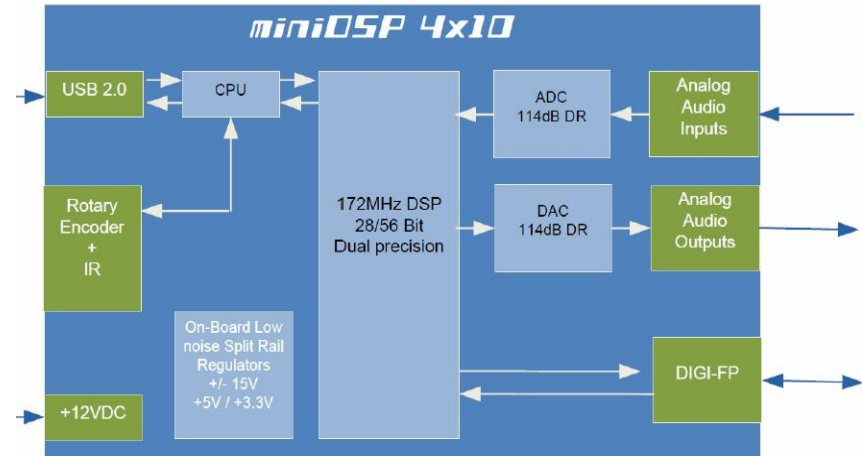 miniDSP 4x10
USB 2.0
CPU
ADC
114dB DR
Analog
Audio
Inputs
Rotary
Encoder
+
IR
172MHz DSP
28/56 Bit
Dual precision
DAC
114dB DR
Analog
Audio
Outputs
On-Board Low
noise Split Rail
Regulators
+/- 15V
+5V / +3.3V
DIGI-FP
+12VDC